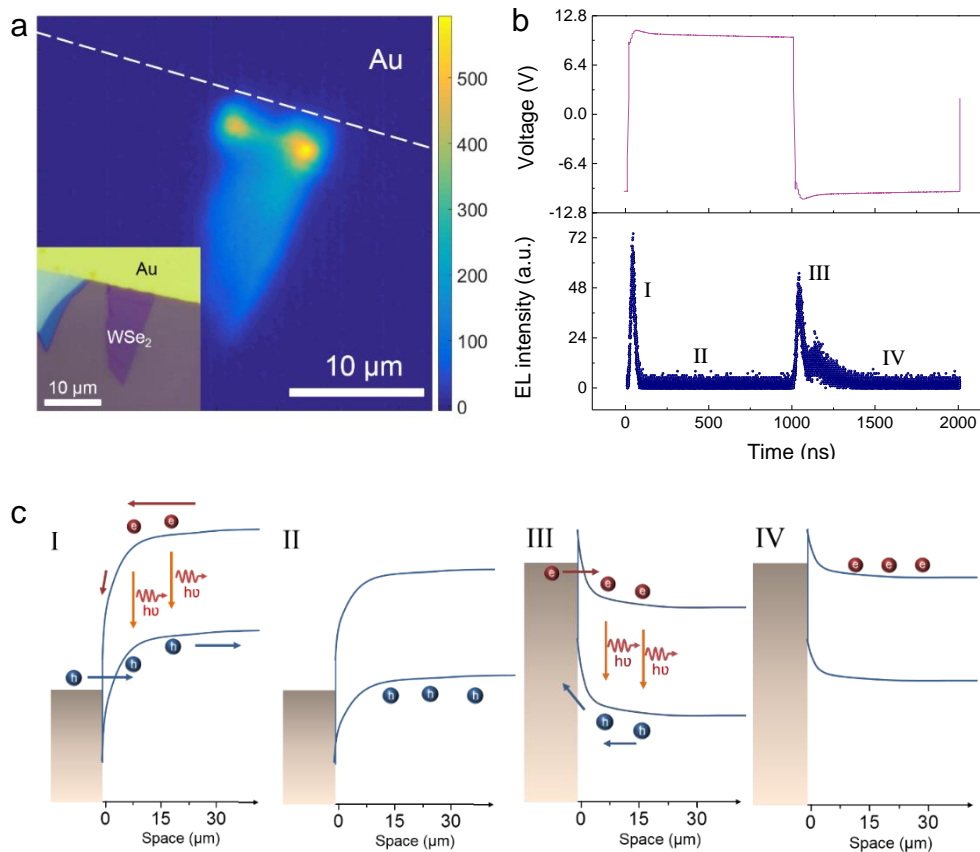 a
Au
500
400
300
200
100
0
Au
WSe2
10 μm
10 μm
b
Voltage (V)
12.8
6.4
0.0
-6.4
-12.8
EL intensity (a.u.)
72
48
24
0
I
II
III
IV
0 500 1000 1500 2000
Time (ns)
c
I
e e
hυ
hυ
h h h
0 15 30
Space (μm)
II
h h h
0 15 30
Space (μm)
III
e e e
hυ hυ
h h
0 15 30
Space (μm)
IV
e e e
0 15 30
Space (μm)